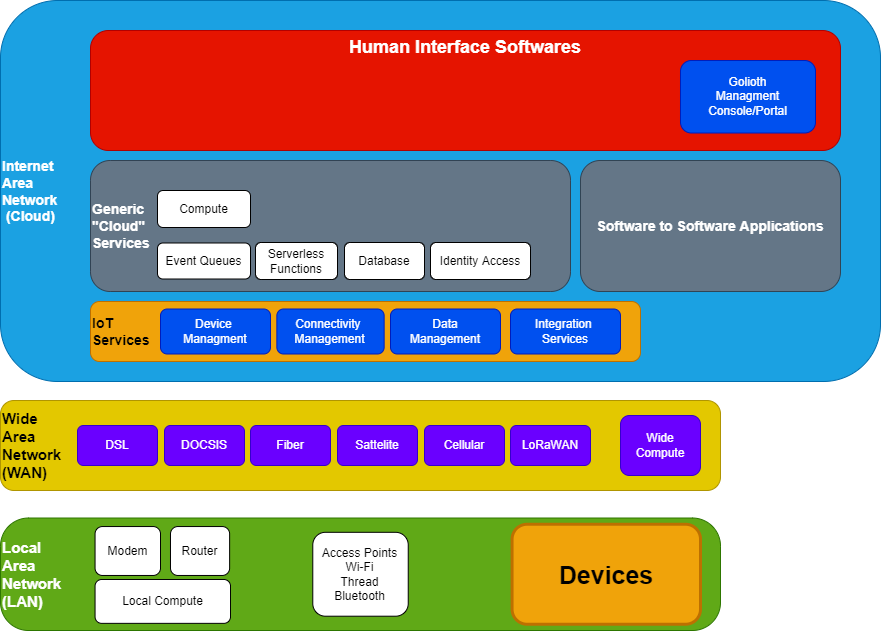 Human Interface Softwares
Golioth
Managment
Console/Portal
Internet
Area
Network
(Cloud)
Generic
"Cloud"
Services
Compute
Event Queues
Serverless
Functions
Database
Identity Access
Software to Software Applications
IoT
Services
Device
Managment
Connectivity
Management
Data
Management
Integration
Services
Wide
Area
Network
(WAN)
DSL
DOCSIS
Fiber
Sattelite
Cellular
LoRaWAN
Wide
Compute
Local
Area
Network
(LAN)
Modem
Router
Local Compute
Access Points
Wi-Fi
Thread
Bluetooth
Devices